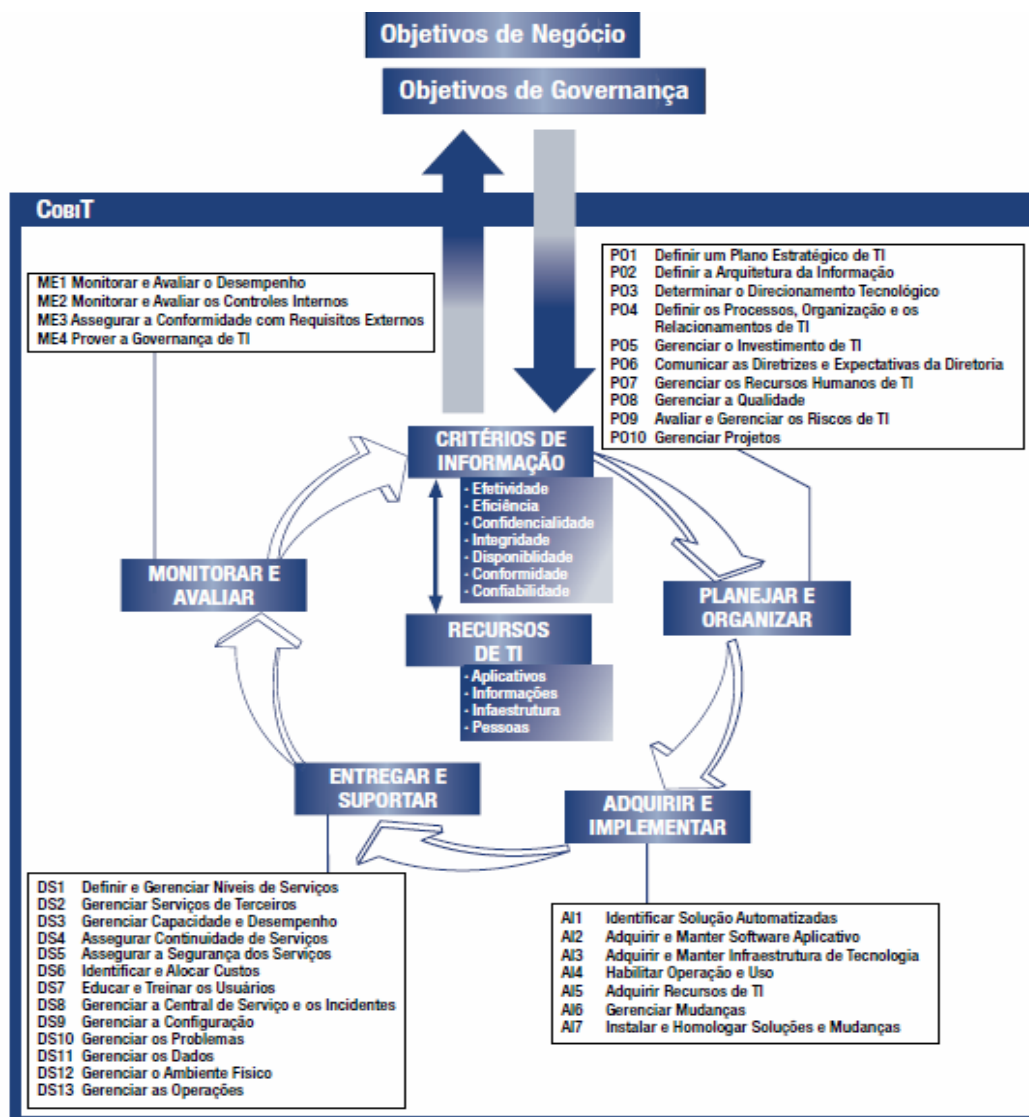 Objetivos de Negócio
Objetivos de Governança
COBIT
ME1 Monitorar e Avaliar o Desempenho
ME2 Monitorar e Avaliar os Controles Internos
ME3 Assegurar a Conformidade com Requisitos Externos
ME4 Prover a Governança de TI
PO1 Definir um Plano Estratégico de TI
PO2 Definir a Arquitetura da Informação
PO3 Determinar o Direcionamento Tecnológico
PO4 Definir os Processos, Organização e os
Relacionamentos de TI
PO5 Gerenciar o Investimento de TI
PO6 Comunicar as Diretrizes e Expectativas da Diretoria
PO7 Gerenciar os Recursos Humanos de TI
PO8 Gerenciar a Qualidade
PO9 Avaliar e Gerenciar os Riscos de TI
PO10 Gerenciar Projetos
CRITÉRIOS DE
INFORMAÇÃO
- Efetividade
- Eficiência
- Confidencialidade
- Integridade
- Disponiblidade
- Conformidade
- Confiabilidade
MONITORAR E
AVALIAR
PLANEJAR E
ORGANIZAR
RECURSOS
DE TI
- Aplicativos
- Informações
- Infaestrutura
- Pessoas
ENTREGAR E
SUPORTAR
ADQUIRIR E
IMPLEMENTAR
DS1 Definir e Gerenciar Níveis de Serviços
DS2 Gerenciar Serviços de Terceiros
DS3 Gerenciar Capacidade e Desempenho
DS4 Assegurar Continuidade de Serviços
DS5 Assegurar a Segurança dos Serviços
DS6 Identificar e Alocar Custos
DS7 Educar e Treinar os Usuários
DS8 Gerenciar a Central de Serviço e os Incidentes
DS9 Gerenciar a Configuração
DS10 Gerenciar os Problemas
DS11 Gerenciar os Dados
DS12 Gerenciar o Ambiente Físico
DS13 Gerenciar as Operações
AI1 Identificar Solução Automatizadas
AI2 Adquirir e Manter Software Aplicativo
AI3 Adquirir e Manter Infraestrutura de Tecnologia
AI4 Habilitar Operação e Uso
AI5 Adquirir Recursos de TI
AI6 Gerenciar Mudanças
AI7 Instalar e Homologar Soluções e Mudanças